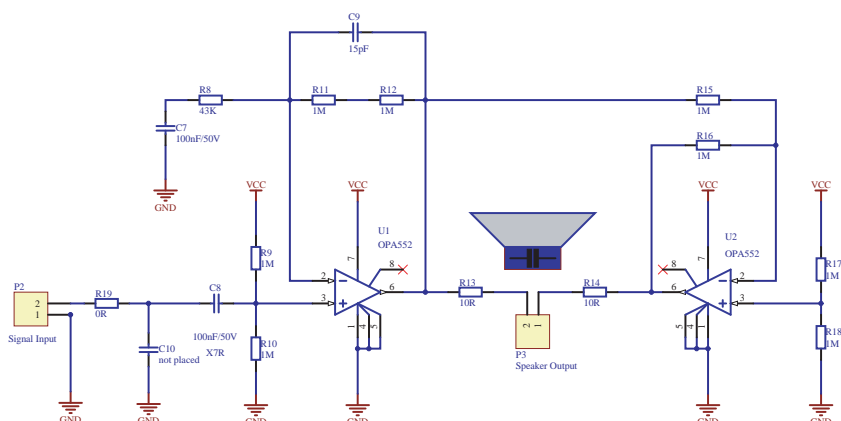 C9
15pF
R8
43K
R11
1M
R12
1M
R15
1M
C7
100nF/50V
R16
1M
GND
VCC
VCC
VCC
VCC
U1
OPA552
U2
OPA552
R9
1M
7
8
2
3
6
1
4
5
R17
1M
7
8
2
3
6
5
4
1
P2
2
1
Signal Input
R19
0R
C8
100nF/50V
X7R
R13
10R
R14
10R
C10
not placed
R10
1M
2
1
P3
Speaker Output
R18
1M
GND
GND
GND
GND
GND
GND